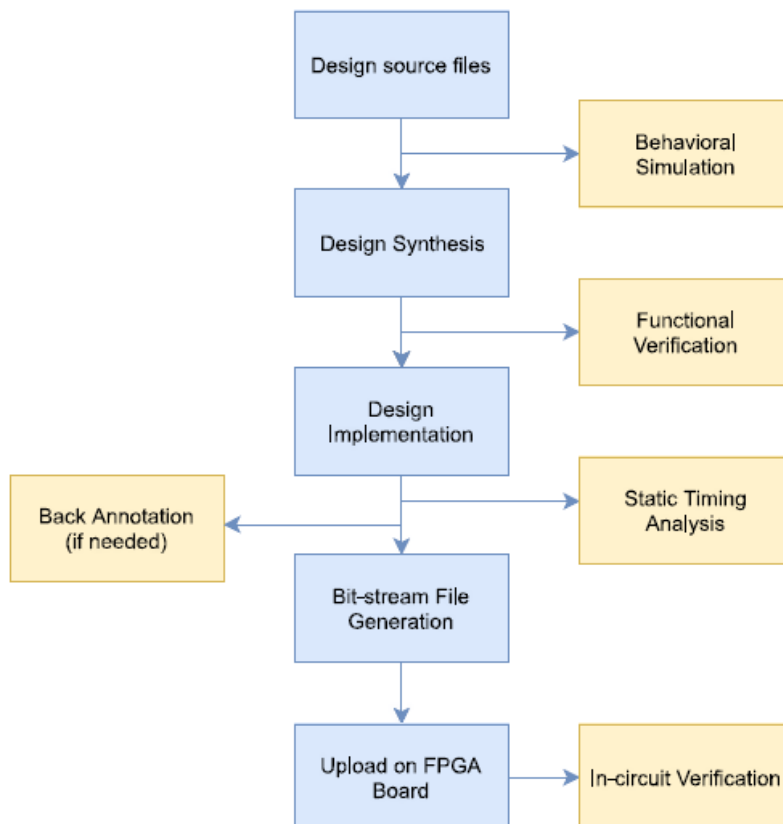 Design source files
Behavioral
Simulation
Design Synthesis
Functional
Verification
Design
Implementation
Back Annotation
(if needed)
Static Timing
Analysis
Bit-stream File
Generation
Upload on FPGA
Board
In-circuit Verification